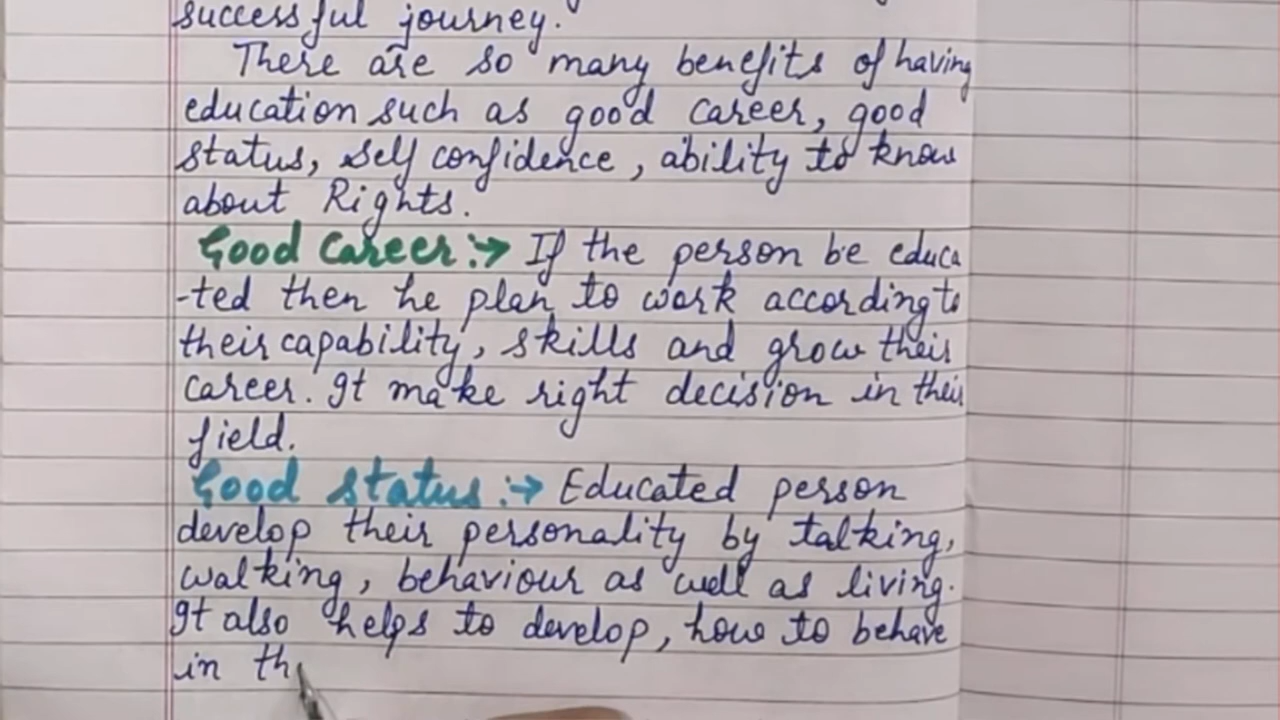 successful journey.
There are so many benefits of having
education such as good career, good
status, self confidence, ability to know
about Rights.
Good Career:→ If the person be educa
-ted then he plan to work according to
their capability, skills and grow their
career. It make right decision in their
field.
Good status:→ Educated person
develop their personality by talking,
walking, behaviour as well as living.
It also helps to develop, how to behave
in th